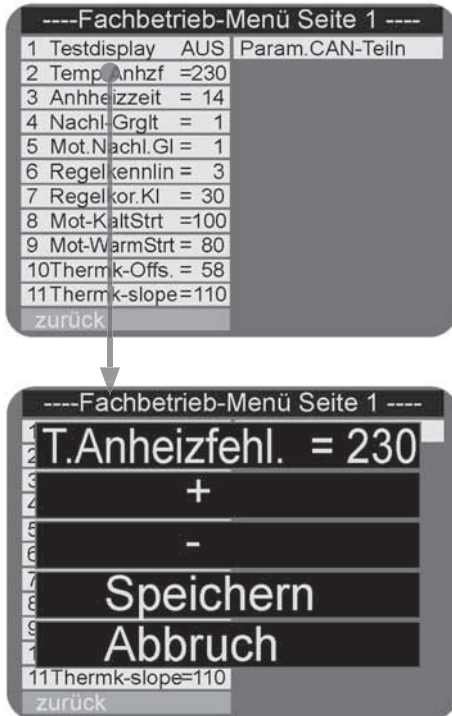 ----Fachbetrieb-Menü Seite 1 ----
1 Testdisplay AUS Param.CAN-Teiln
2 Temp Anhzf =230
3 Anhheizzeit = 14
4 Nachl-Grglt = 1
5 Mot.Nachl.Gl = 1
6 Regelkennlin = 3
7 Regelkor.Kl = 30
8 Mot-KaltStrt =100
9 Mot-WarmStrt = 80
10Thermk-Offs. = 58
11Thermk-slope=110
zurück
----Fachbetrieb-Menü Seite 1 ----
T.Anheizfehl. = 230
+
-
Speichern
Abbruch
11Thermk-slope=110
zurück